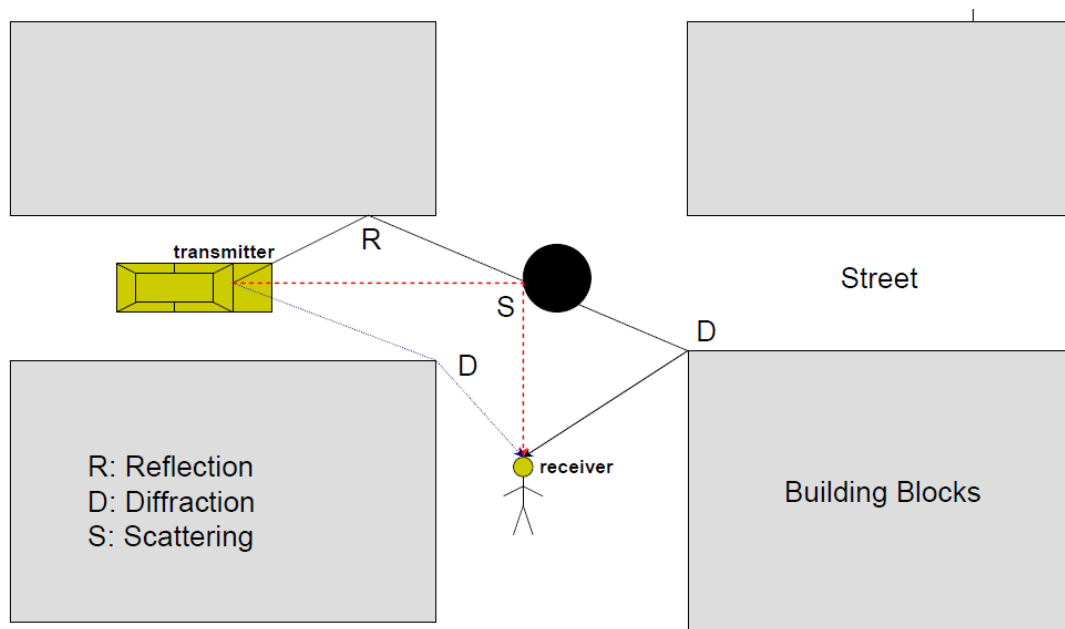 R
transmitter
Street
S
D
D
receiver
R: Reflection
D: Diffraction
S: Scattering
Building Blocks